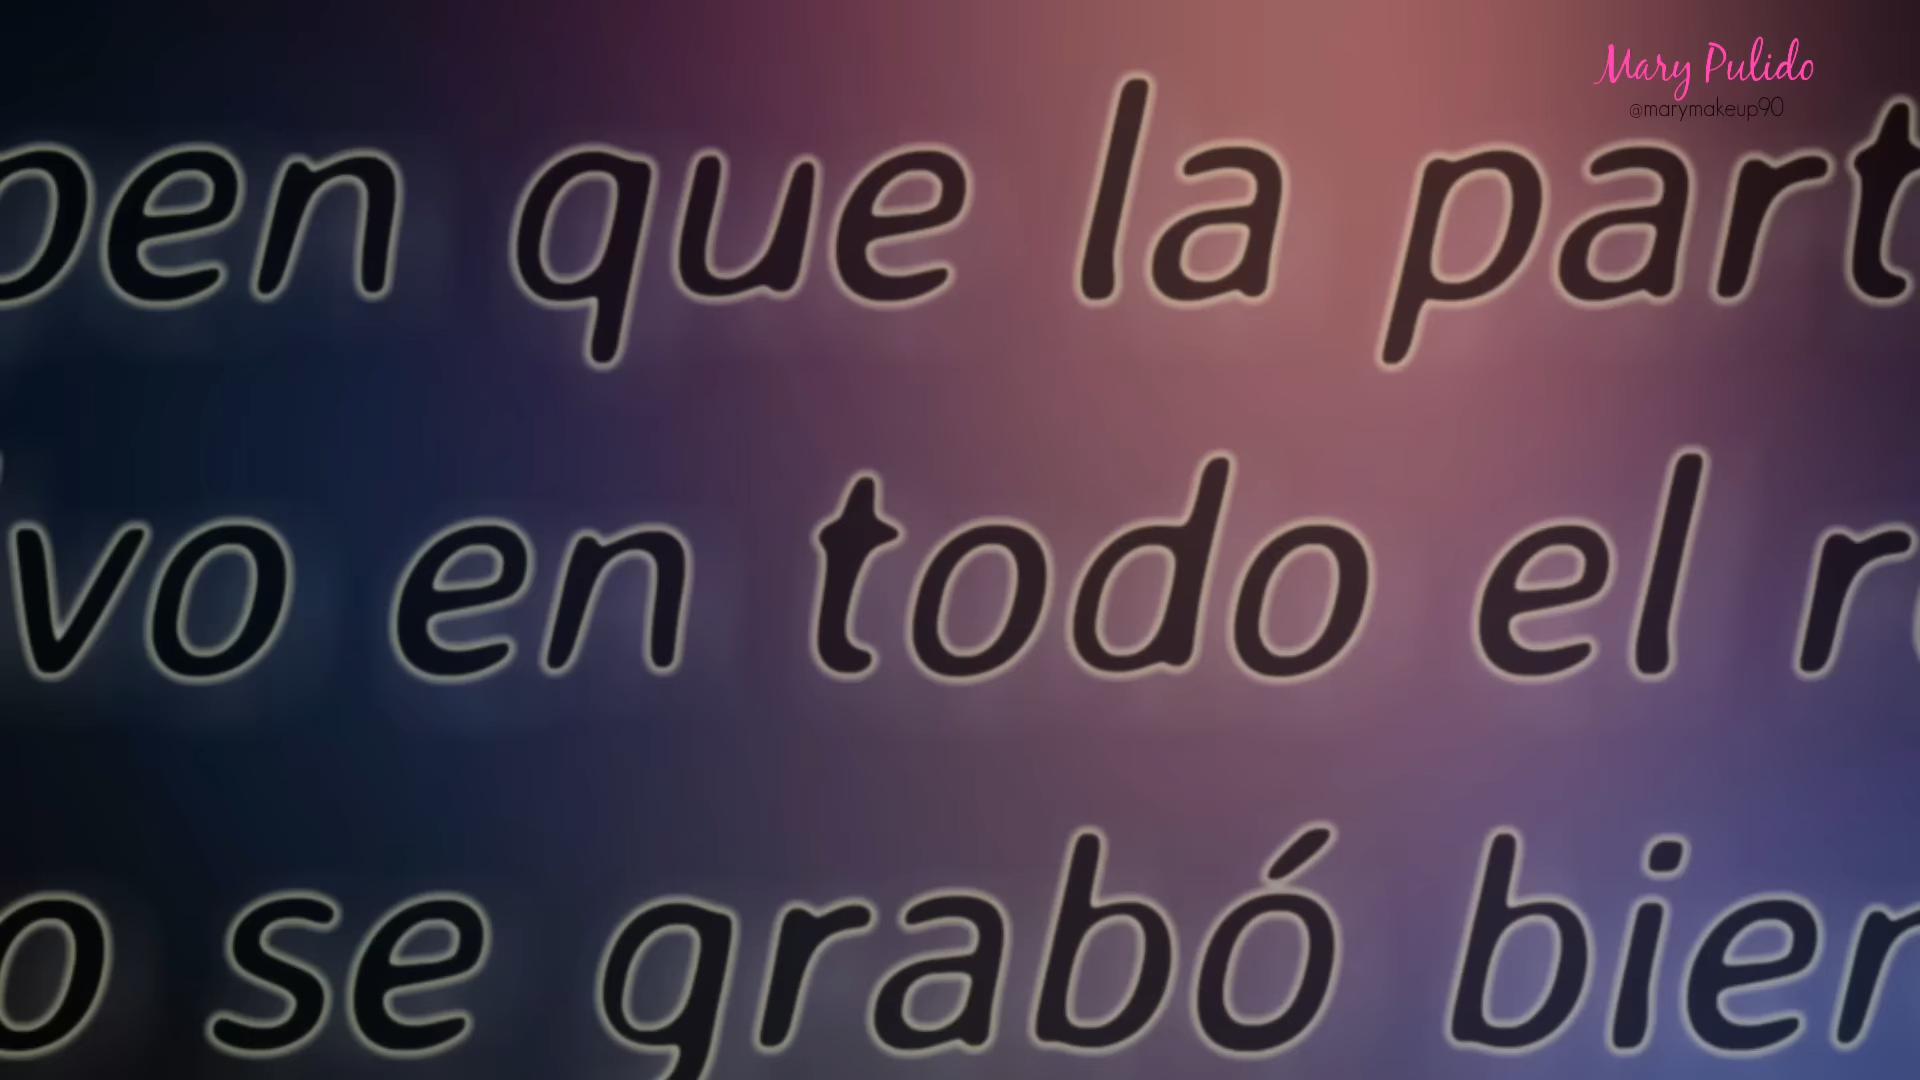 Mary Pulido
@marymakeup90
pen que la part
vo en todo el r
o se grabó bien